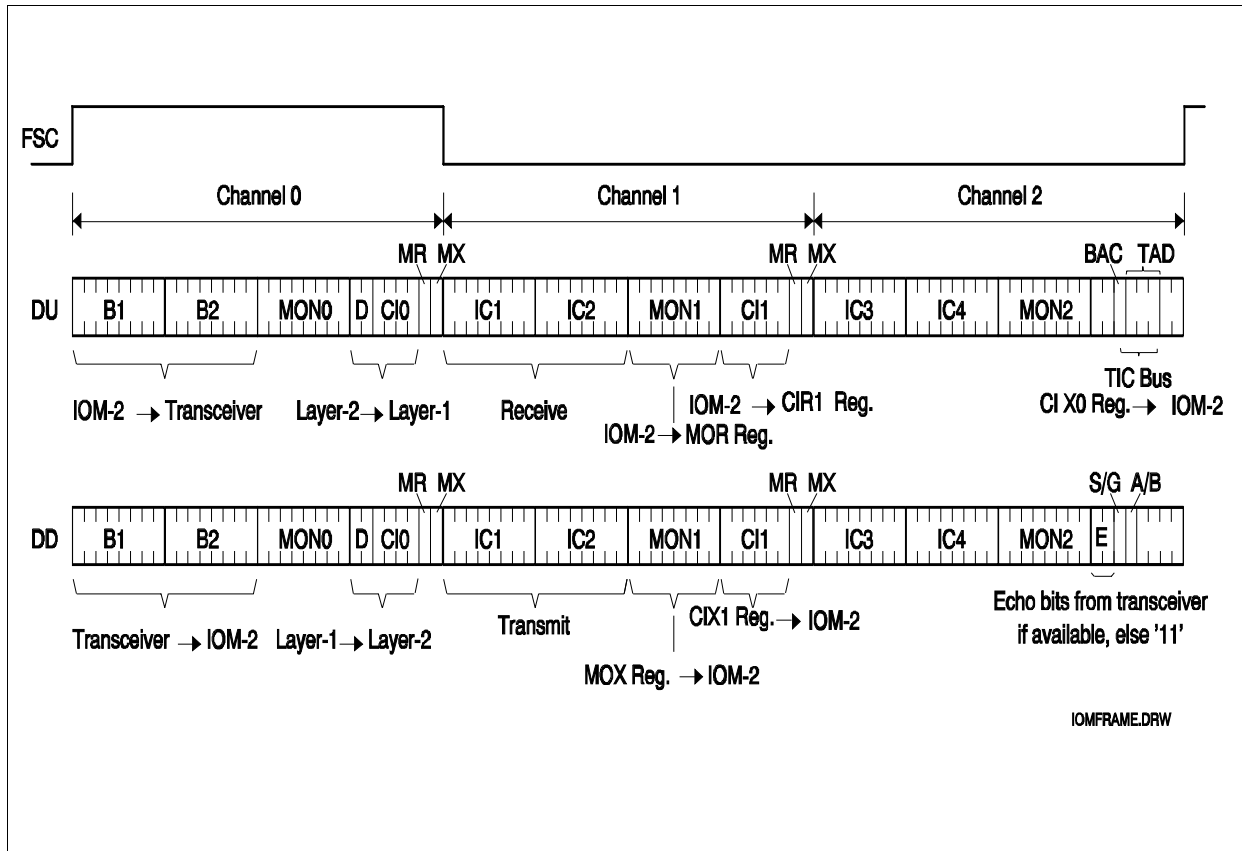 FSC
Channel 0 Channel 1 Channel 2
MR MX MR MX BAC TAD
DU B1 B2 MON0 D CI0 IC1 IC2 MON1 CI1 IC3 IC4 MON2
IOM-2 → Transceiver Layer-2 → Layer-1 Receive
IOM-2 → CIR1 Reg.
IOM-2 → MOR Reg.
TIC Bus
CI X0 Reg. → IOM-2
MR MX MR MX S/G A/B
DD B1 B2 MON0 D CI0 IC1 IC2 MON1 CI1 IC3 IC4 MON2 E
Transceiver → IOM-2 Layer-1 → Layer-2 Transmit
CIX1 Reg. → IOM-2
MOX Reg. → IOM-2
Echo bits from transceiver
if available, else '11'
IOMFRAME.DRW